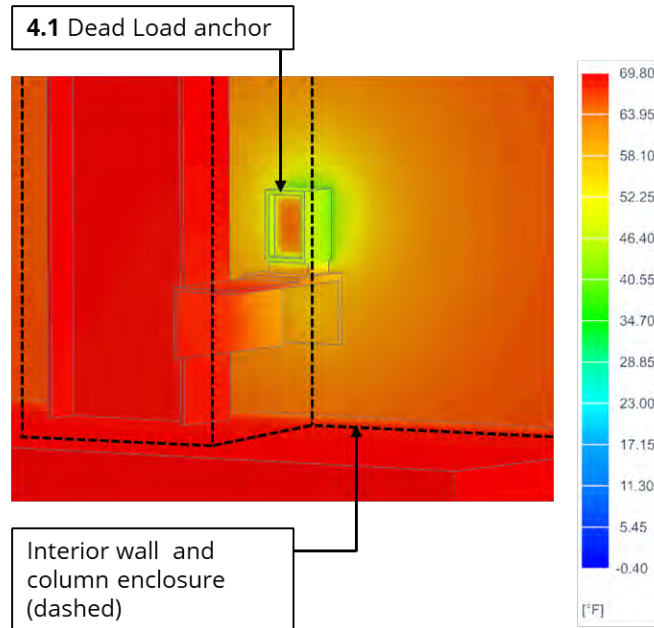 4.1 Dead Load anchor
69.80
63.95
58.10
52.25
46.40
40.55
34.70
28.85
23.00
17.15
11.30
5.45
-0.40
[°F]
Interior wall and
column enclosure
(dashed)